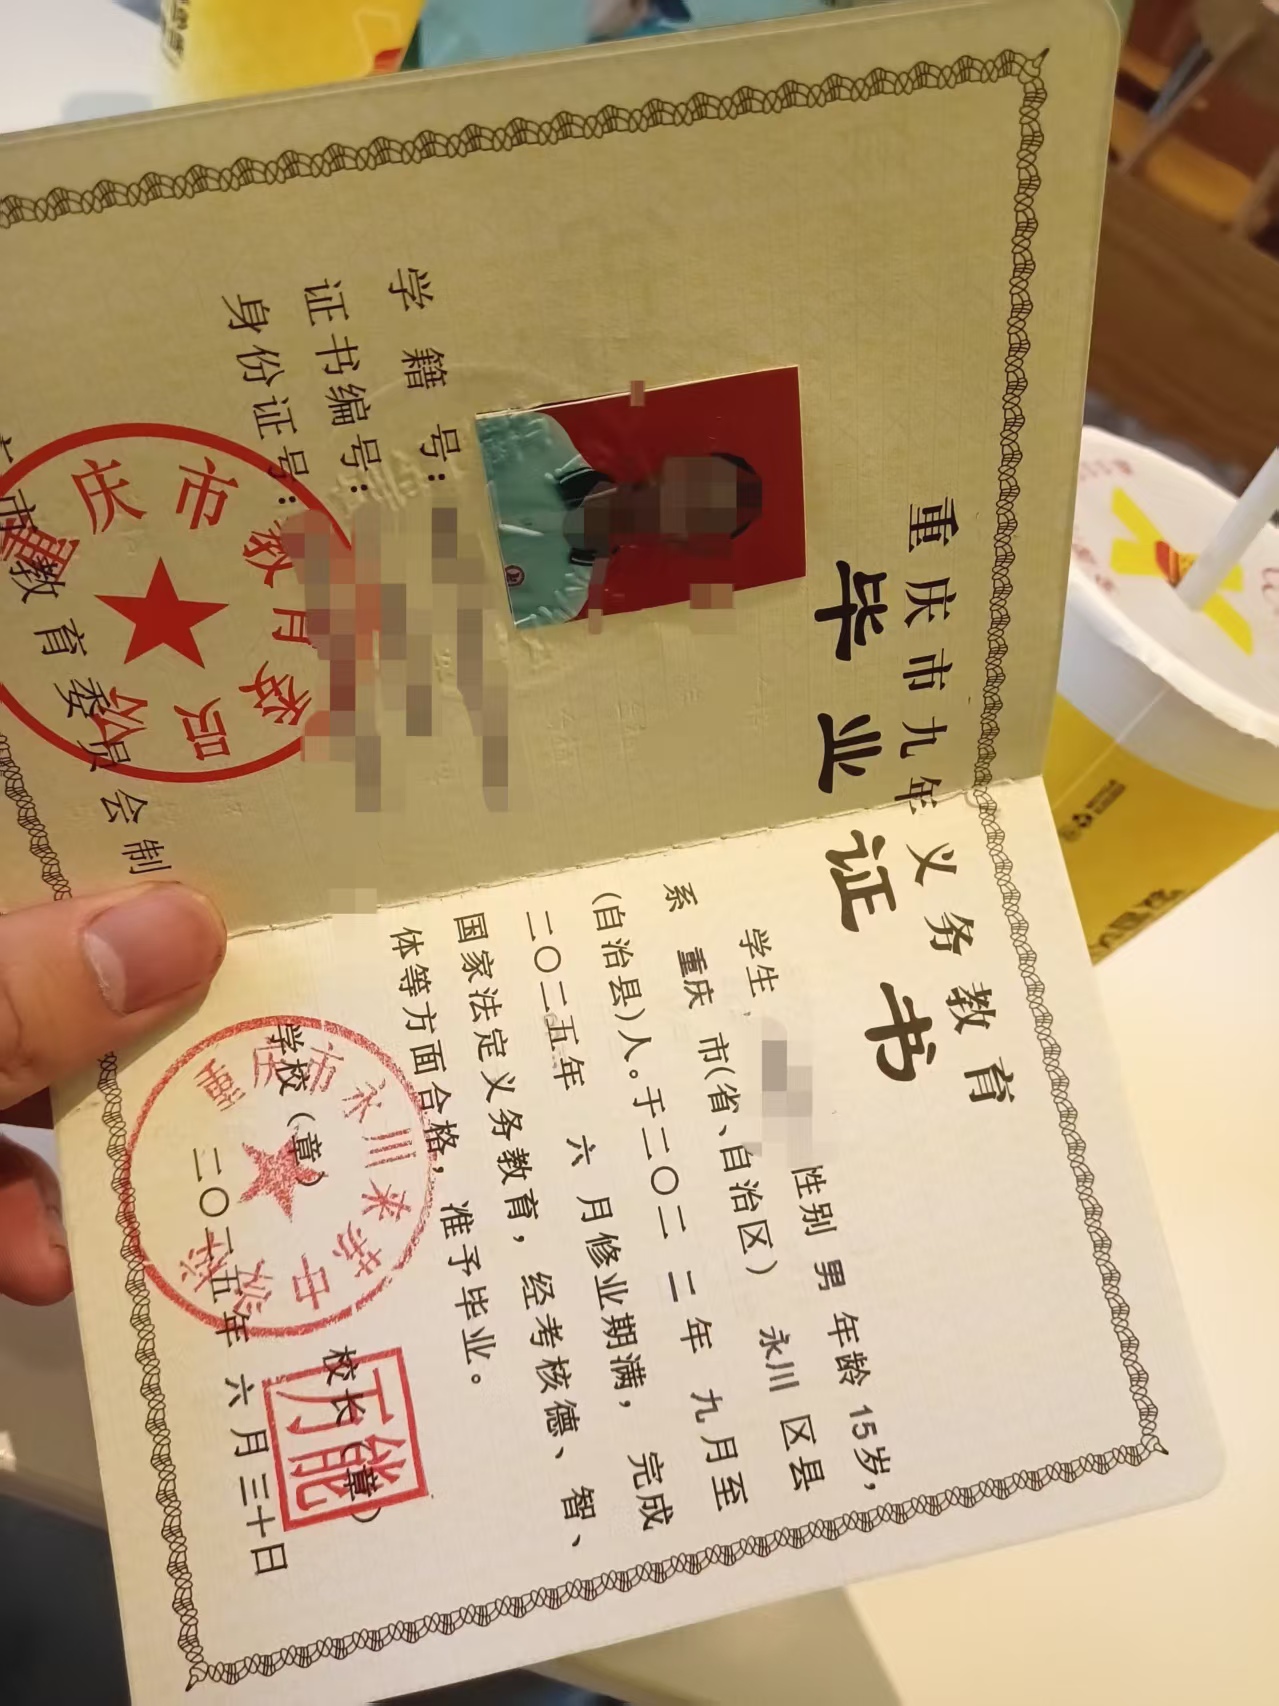 重庆市九年义务教育
毕业证书
学籍号:
证书编号:
身份证号:
重庆市教育委员会
市教育委员会制
学生,
性别 男 年龄 15岁,
系 重庆 市(省、自治区) 永川 区县
(自治县)人。于二〇二 二年 九月至
二〇二五年 六 月修业期满, 完成
国家法定义务教育, 经考核德、智、
体等方面合格, 准予毕业。
学校(章)
校长(章)
重庆市永川来苏中学校
万能
二〇二五年 六月三十日